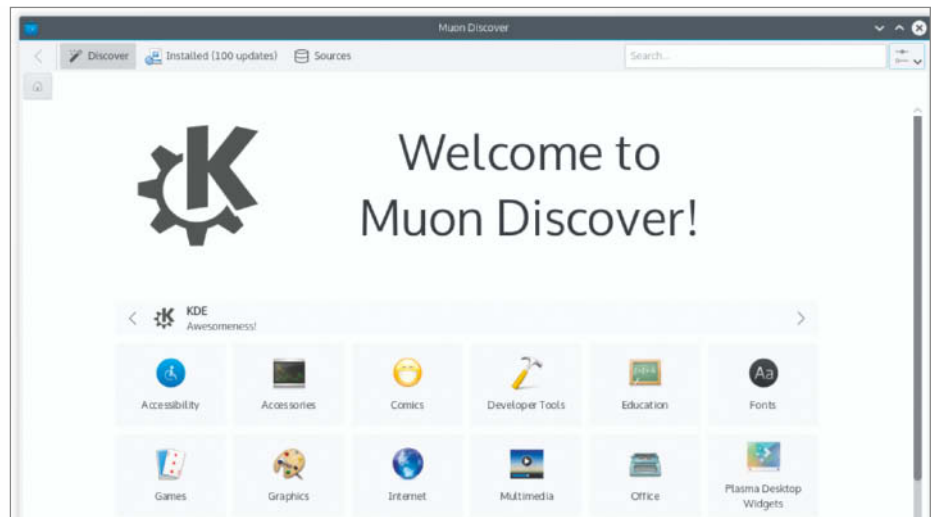 Muon Discover
Discover Installed (100 updates) Sources Search...
Welcome to
Muon Discover!
KDE
Awesomeness!
Accessibility Accessories Comics Developer Tools Education Fonts
Games Graphics Internet Multimedia Office Plasma Desktop
Widgets